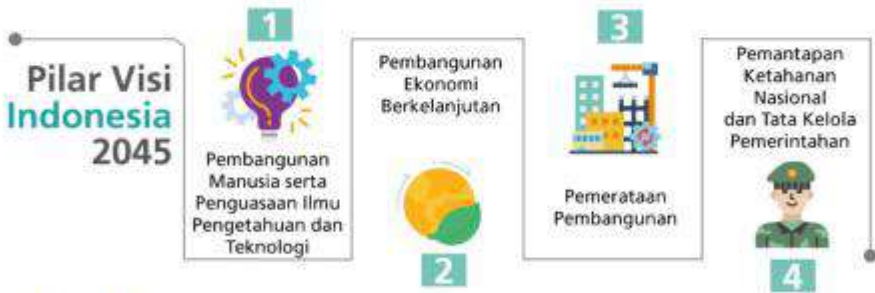 Pilar Visi
Indonesia
2045
1
Pembangunan
Manusia serta
Penguasaan Ilmu
Pengetahuan dan
Teknologi
Pembangunan
Ekonomi
Berkelanjutan
2
3
Pemerataan
Pembangunan
Pemantapan
Ketahanan
Nasional
dan Tata Kelola
Pemerintahan
4